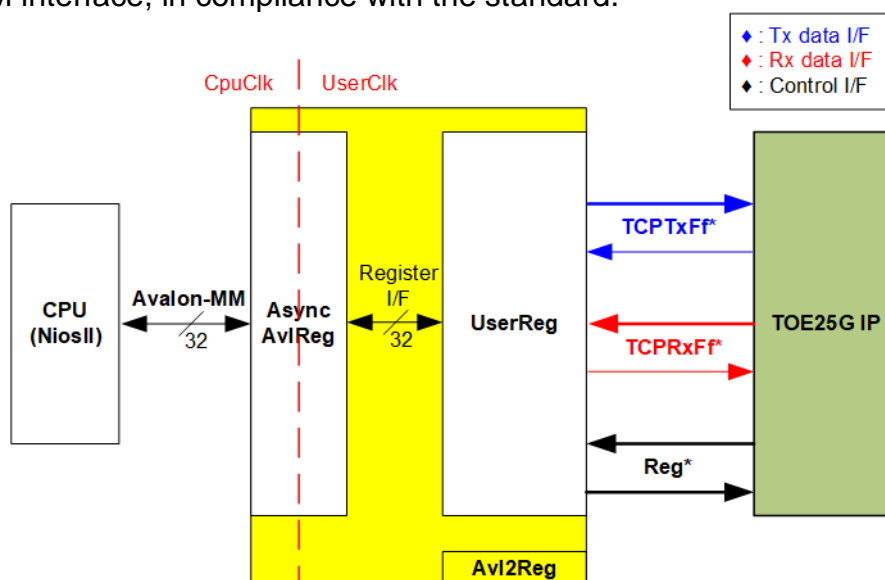 M interface, in compliance with the standard.
♦ : Tx data I/F
♦ : Rx data I/F
♦ : Control I/F
CpuClk
UserClk
CPU
(NiosII)
Avalon-MM
32
Async
AvlReg
Register
I/F
32
UserReg
TCPTxFf*
TCPRxFf*
Reg*
TOE25G IP
Avl2Reg